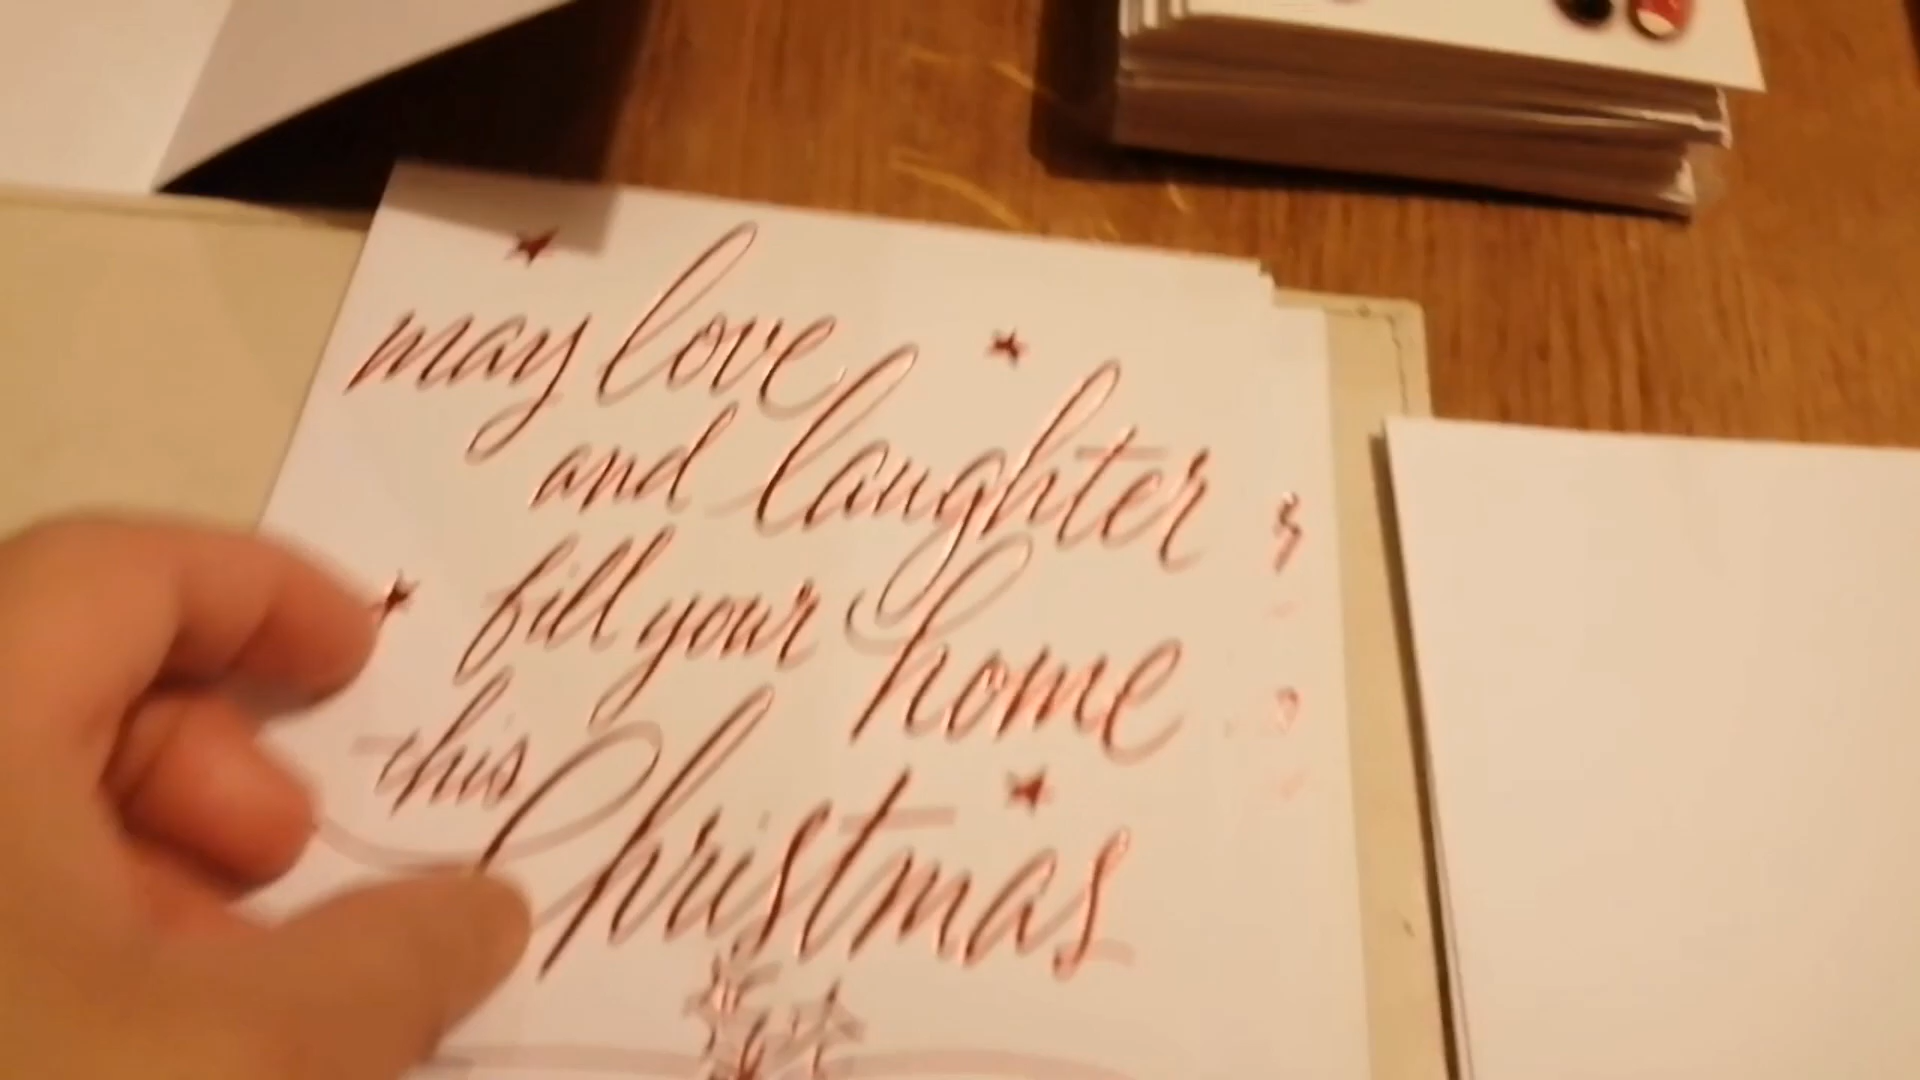 may love
and laughter
fill your home
this Christmas